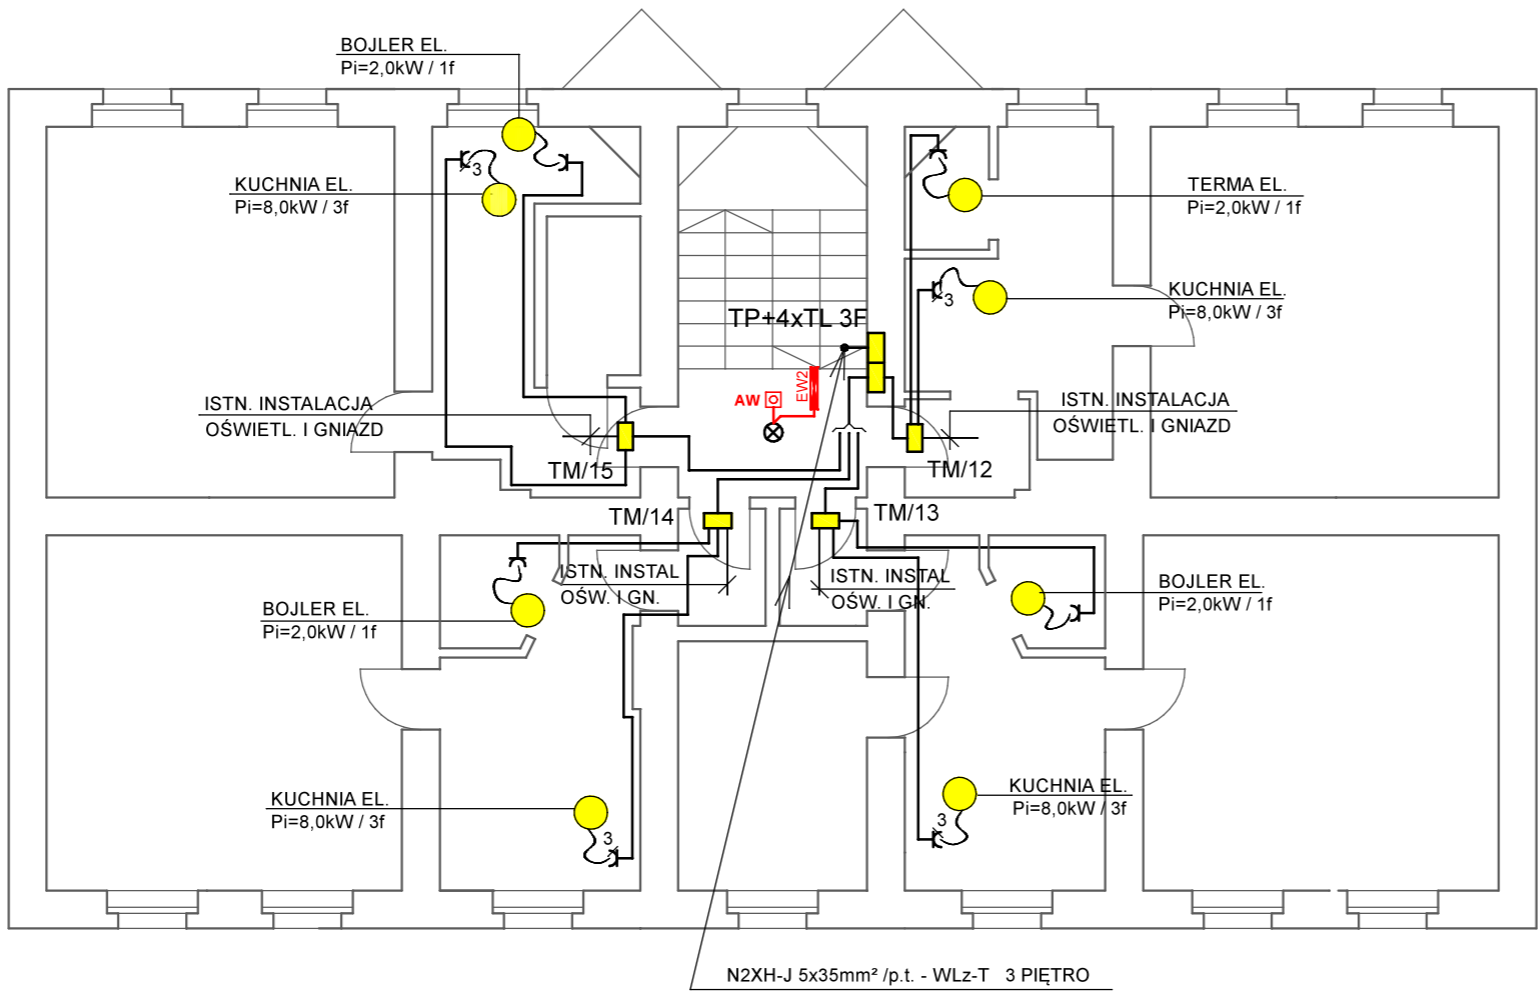 BOJLER EL.
Pi=2,0kW / 1f
KUCHNIA EL.
Pi=8,0kW / 3f
3
TERMA EL.
Pi=2,0kW / 1f
KUCHNIA EL.
Pi=8,0kW / 3f
3
TP+4xTL 3F
EW2
AW
ISTN. INSTALACJA
OŚWIETL. I GNIAZD
ISTN. INSTALACJA
OŚWIETL. I GNIAZD
TM/15
TM/12
TM/14
TM/13
ISTN. INSTAL
OŚW. I GN.
ISTN. INSTAL
OŚW. I GN.
BOJLER EL.
Pi=2,0kW / 1f
BOJLER EL.
Pi=2,0kW / 1f
KUCHNIA EL.
Pi=8,0kW / 3f
3
KUCHNIA EL.
Pi=8,0kW / 3f
3
N2XH-J 5x35mm² /p.t. - WLz-T 3 PIĘTRO